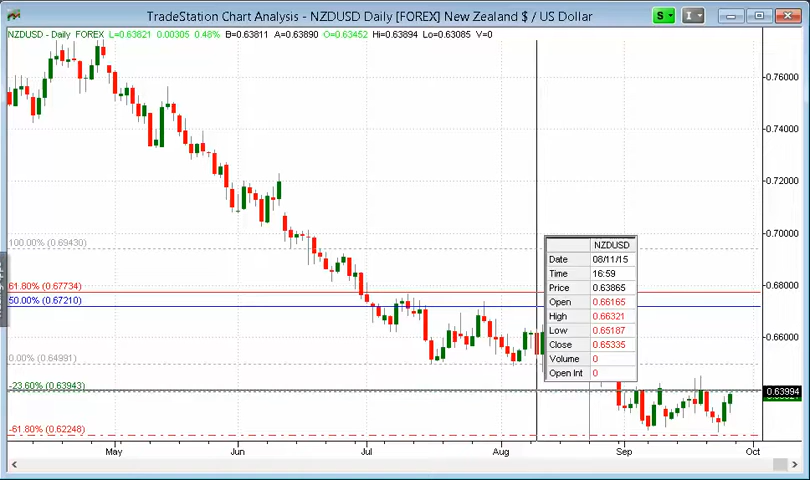 TradeStation Chart Analysis - NZDUSD Daily [FOREX] New Zealand $ / US Dollar
S
I
NZDUSD - Daily FOREX L=0.63821 0.00305 0.48% B=0.63811 A=0.63890 O=0.63452 Hi=0.63894 Lo=0.63085 V=0
0.76000
0.74000
0.72000
0.70000
100.00% (0.69430)
0.68000
61.80% (0.67734)
50.00% (0.67210)
0.66000
0.00% (0.64991)
-23.60% (0.63943)
0.63994
-61.80% (0.62248)
NZDUSD
Date 08/11/15
Time 16:59
Price 0.63865
Open 0.66165
High 0.66321
Low 0.65187
Close 0.65335
Volume 0
Open Int 0
May Jun Jul Aug Sep Oct